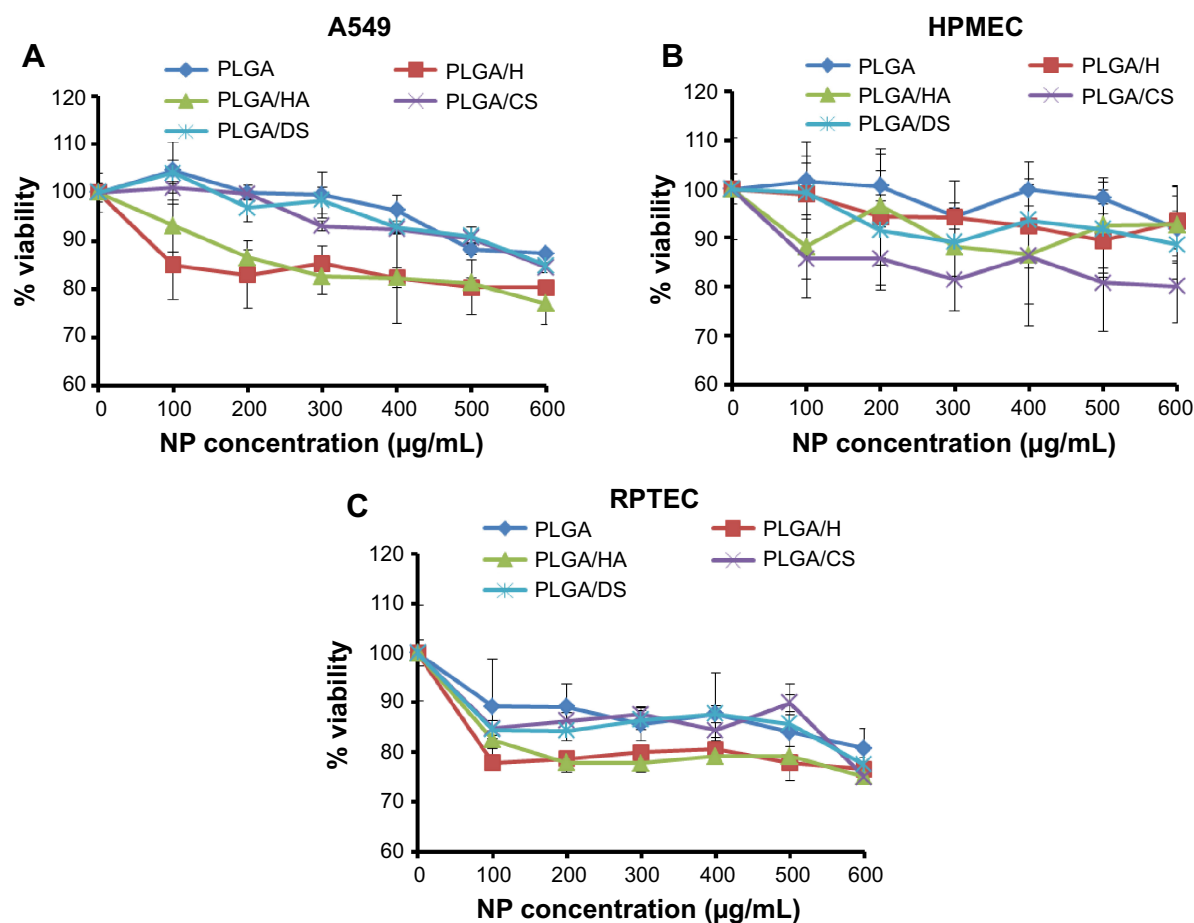 A549
A
PLGA
PLGA/H
PLGA/HA
PLGA/CS
PLGA/DS
120
110
100
90
80
70
60
% viability
0 100 200 300 400 500 600
NP concentration (µg/mL)
HPMEC
B
PLGA
PLGA/H
PLGA/HA
PLGA/CS
PLGA/DS
120
110
100
90
80
70
60
% viability
0 100 200 300 400 500 600
NP concentration (µg/mL)
RPTEC
C
PLGA
PLGA/H
PLGA/HA
PLGA/CS
PLGA/DS
120
110
100
90
80
70
60
% viability
0 100 200 300 400 500 600
NP concentration (µg/mL)